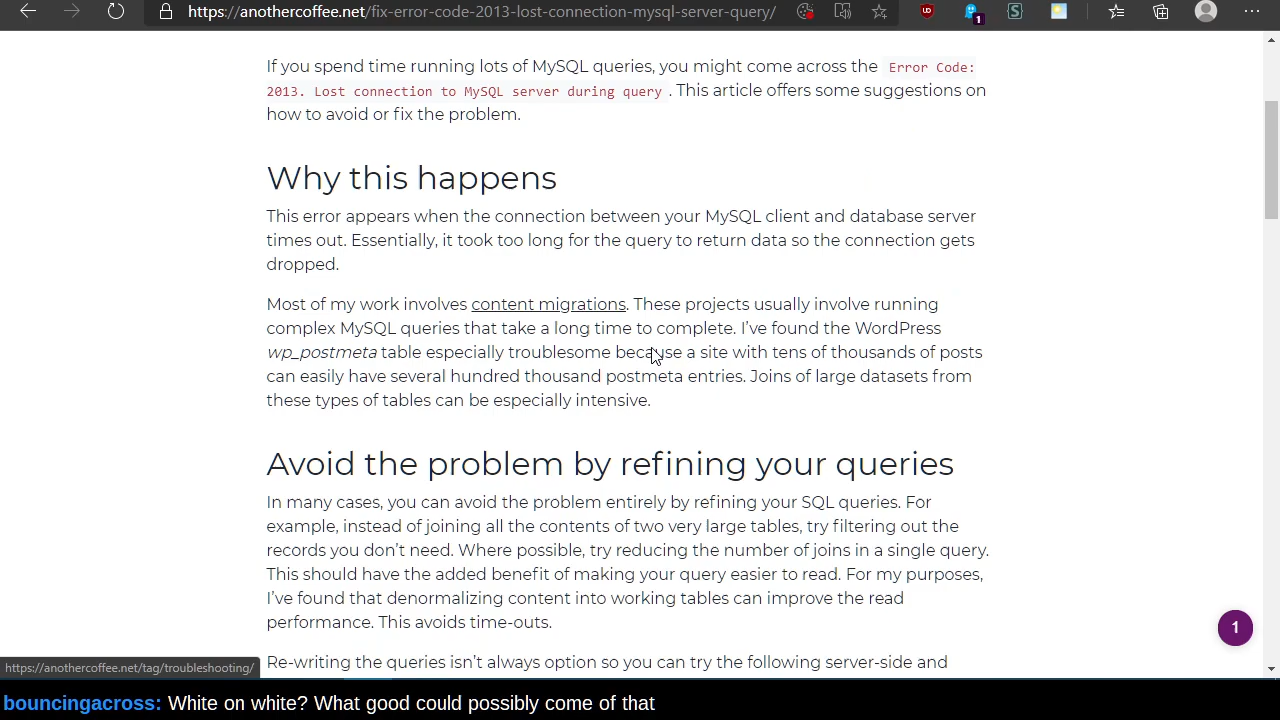 https://anothercoffee.net/fix-error-code-2013-lost-connection-mysql-server-query/
1
If you spend time running lots of MySQL queries, you might come across the Error Code:
2013. Lost connection to MySQL server during query . This article offers some suggestions on
how to avoid or fix the problem.
Why this happens
This error appears when the connection between your MySQL client and database server
times out. Essentially, it took too long for the query to return data so the connection gets
dropped.
Most of my work involves content migrations. These projects usually involve running
complex MySQL queries that take a long time to complete. I’ve found the WordPress
wp_postmeta table especially troublesome because a site with tens of thousands of posts
can easily have several hundred thousand postmeta entries. Joins of large datasets from
these types of tables can be especially intensive.
Avoid the problem by refining your queries
In many cases, you can avoid the problem entirely by refining your SQL queries. For
example, instead of joining all the contents of two very large tables, try filtering out the
records you don’t need. Where possible, try reducing the number of joins in a single query.
This should have the added benefit of making your query easier to read. For my purposes,
I’ve found that denormalizing content into working tables can improve the read
performance. This avoids time-outs.
1
Re-writing the queries isn’t always option so you can try the following server-side and
https://anothercoffee.net/tag/troubleshooting/
bouncingacross: White on white? What good could possibly come of that